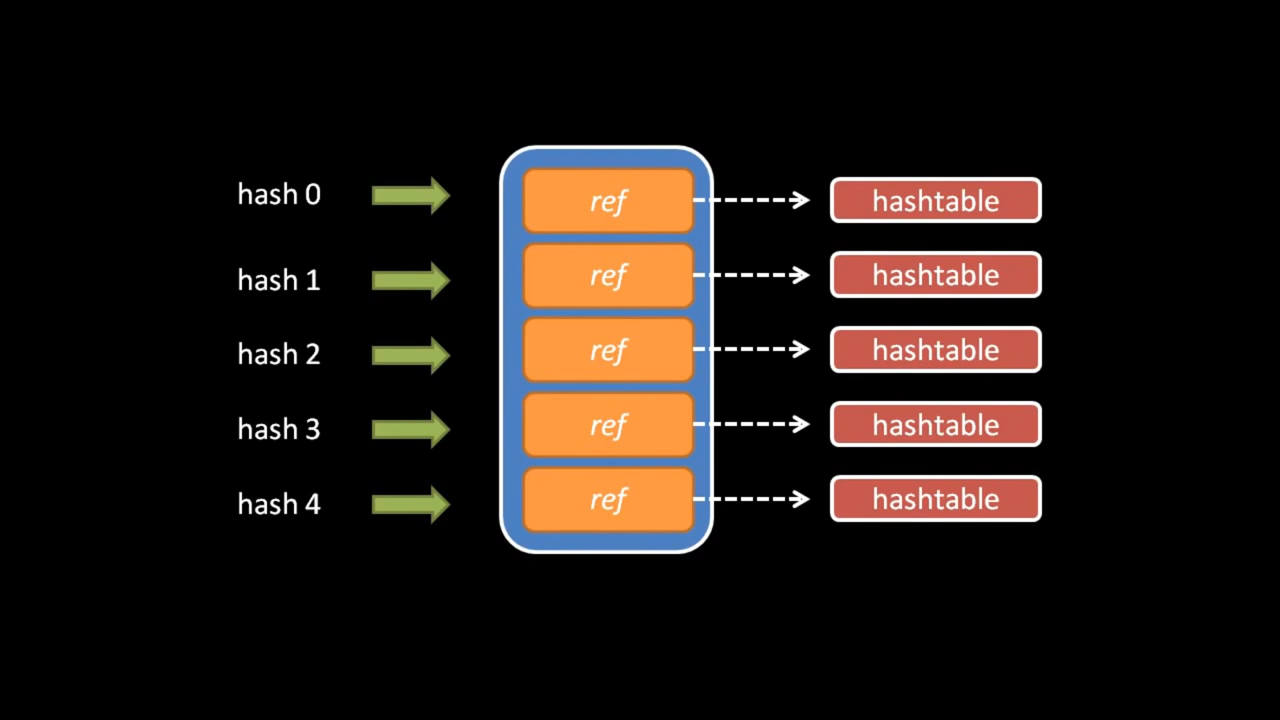 hash 0 ref hashtable
hash 1 ref hashtable
hash 2 ref hashtable
hash 3 ref hashtable
hash 4 ref hashtable